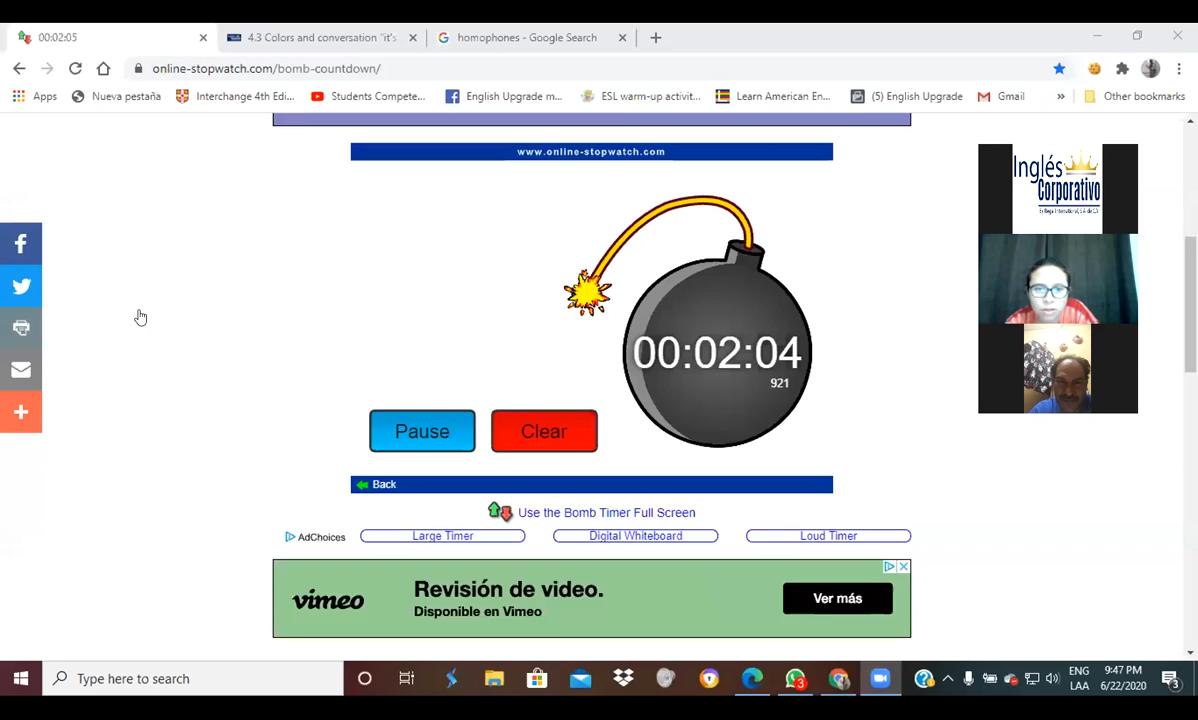 00:02:05
4.3 Colors and conversation "it's
homophones - Google Search
online-stopwatch.com/bomb-countdown/
Apps
Nueva pestaña
Interchange 4th Edi...
Students Compete...
English Upgrade m...
ESL warm-up activit...
Learn American En...
(5) English Upgrade
Gmail
»
Other bookmarks
www.online-stopwatch.com
Inglés
Corporativo
00:02:04
921
Pause
Clear
Back
Use the Bomb Timer Full Screen
AdChoices
Large Timer
Digital Whiteboard
Loud Timer
vimeo
Revisión de video.
Disponible en Vimeo
Ver más
Type here to search
3
ENG
LAA
9:47 PM
6/22/2020
3